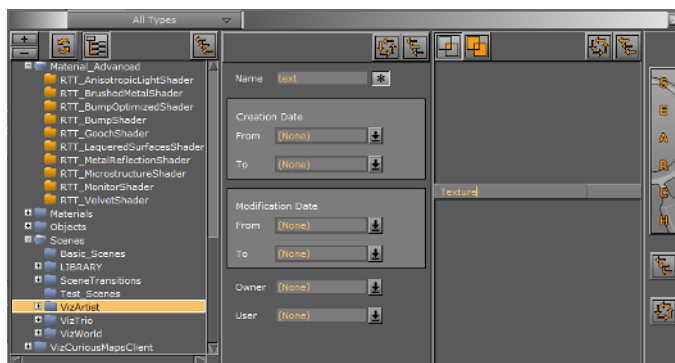 All Types
Material_Advanced
RTT_AnisotropicLightShader
RTT_BrushedMetalShader
RTT_BumpOptimizedShader
RTT_BumpShader
RTT_GoochShader
RTT_LaqueredSurfacesShader
RTT_MetalReflectionShader
RTT_MicrostructureShader
RTT_MonitorShader
RTT_VelvetShader
Materials
Objects
Scenes
Basic_Scenes
LIBRARY
SceneTransitions
Test_Scenes
VizArtist
VizTrio
VizWorld
VizCuriousMapsClient
Name text *
Creation Date
From (None)
To (None)
Modification Date
From (None)
To (None)
Owner (None)
User (None)
Texture
S
E
A
R
C
H